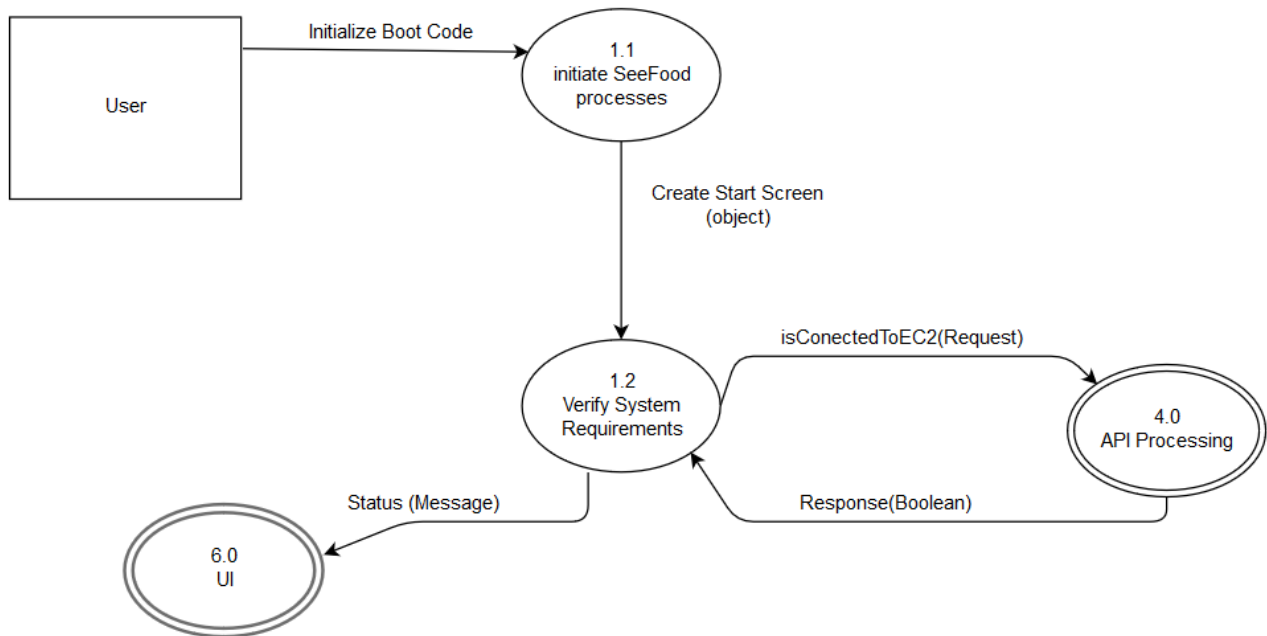 Initialize Boot Code
User
1.1
initiate SeeFood
processes
Create Start Screen
(object)
isConectedToEC2(Request)
1.2
Verify System
Requirements
4.0
API Processing
Status (Message)
Response(Boolean)
6.0
UI